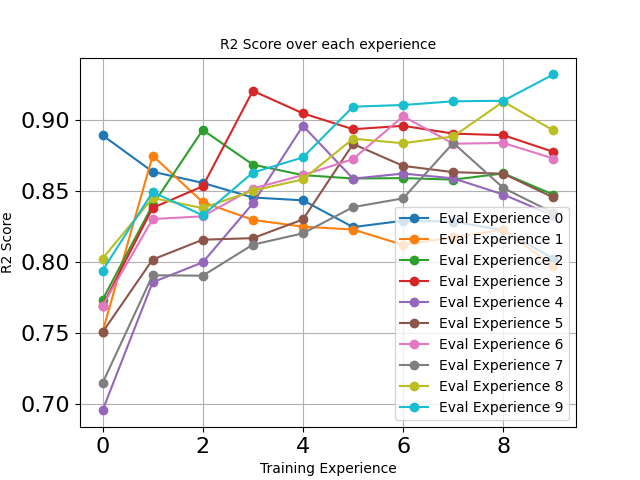 R2 Score over each experience
R2 Score
0.90
0.85
0.80
0.75
0.70
0
2
4
6
8
Training Experience
Eval Experience 0
Eval Experience 1
Eval Experience 2
Eval Experience 3
Eval Experience 4
Eval Experience 5
Eval Experience 6
Eval Experience 7
Eval Experience 8
Eval Experience 9